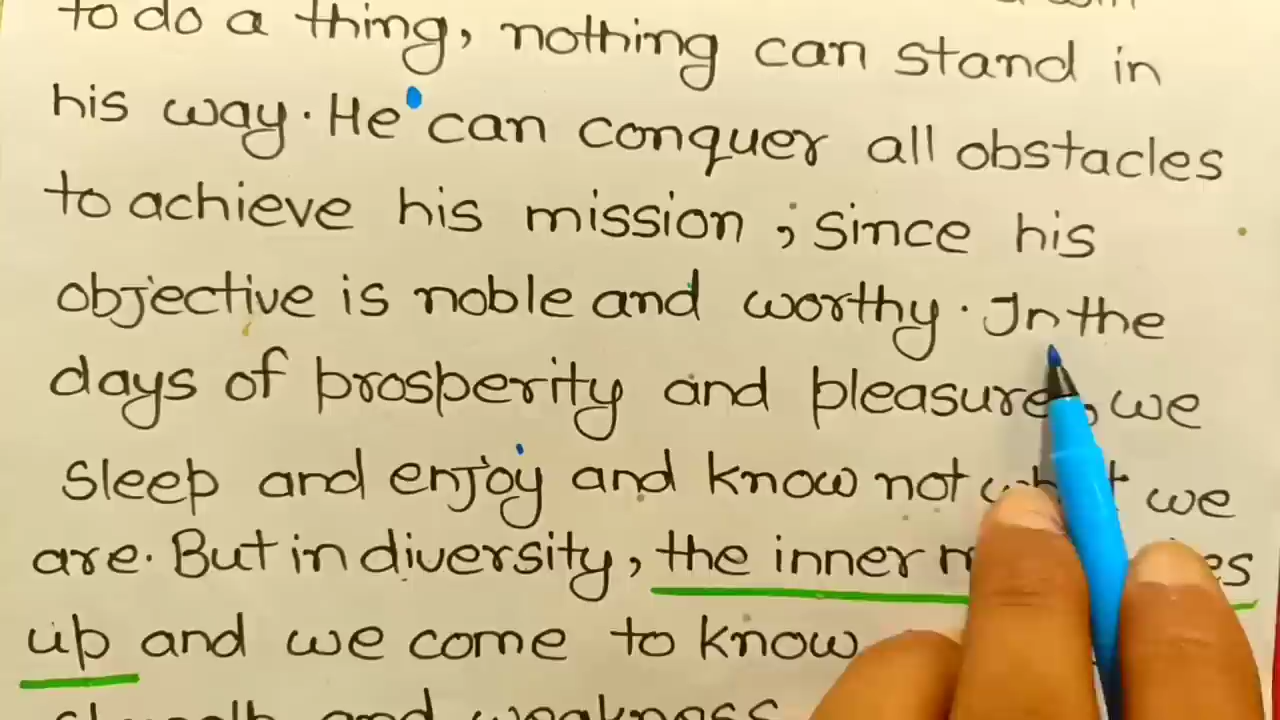 to do a thing, nothing can stand in
his way. He can conquer all obstacles
to achieve his mission ; since his
objective is noble and worthy. In the
days of prosperity and pleasure, we
sleep and enjoy and know not we
are. But in diversity, the inner
up and we come to know
and weakness